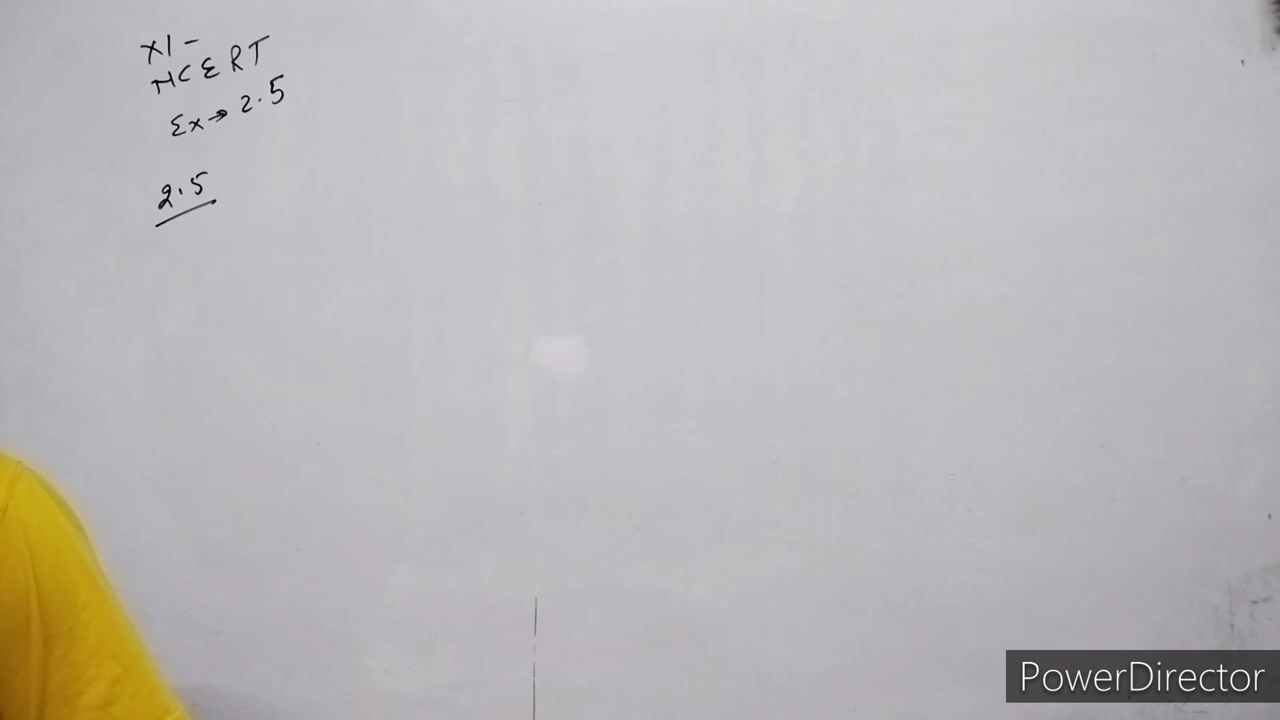 XI -
NCERT
Ex → 2.5
2.5
PowerDirector